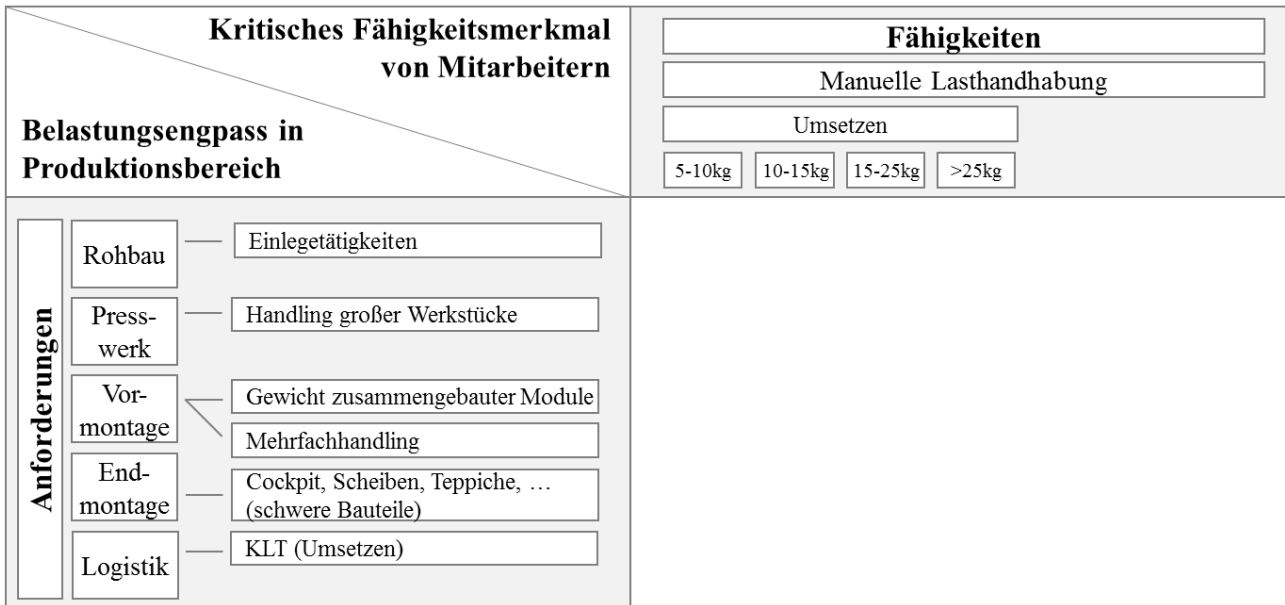 Kritisches Fähigkeitsmerkmal
von Mitarbeitern
Belastungsengpass in
Produktionsbereich
Fähigkeiten
Manuelle Lasthandhabung
Umsetzen
5-10kg
10-15kg
15-25kg
>25kg
Anforderungen
Rohbau
Einlegetätigkeiten
Press-
werk
Handling großer Werkstücke
Vor-
montage
Gewicht zusammengebauter Module
Mehrfachhandling
End-
montage
Cockpit, Scheiben, Teppiche, …
(schwere Bauteile)
Logistik
KLT (Umsetzen)